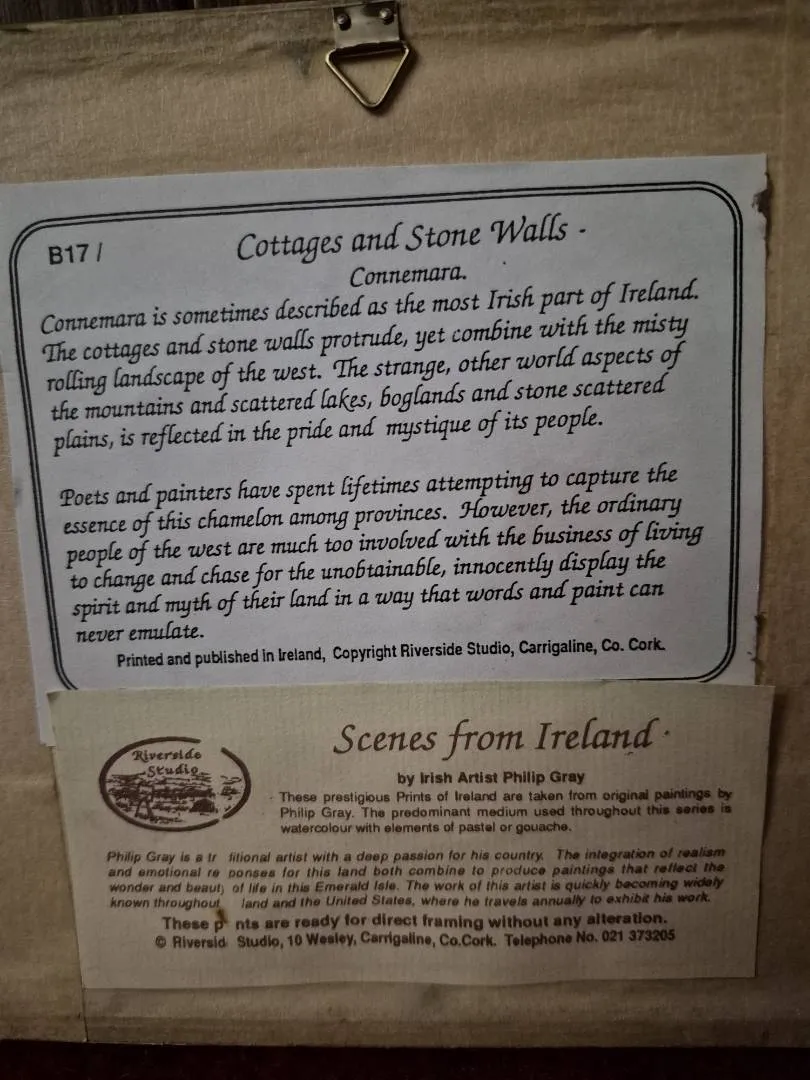 B17 /
Cottages and Stone Walls -
Connemara.
Connemara is sometimes described as the most Irish part of Ireland.
The cottages and stone walls protrude, yet combine with the misty
rolling landscape of the west. The strange, other world aspects of
the mountains and scattered lakes, boglands and stone scattered
plains, is reflected in the pride and mystique of its people.
Poets and painters have spent lifetimes attempting to capture the
essence of this chamelon among provinces. However, the ordinary
people of the west are much too involved with the business of living
to change and chase for the unobtainable, innocently display the
spirit and myth of their land in a way that words and paint can
never emulate.
Printed and published in Ireland, Copyright Riverside Studio, Carrigaline, Co. Cork.
Riverside
Studio
Scenes from Ireland
by Irish Artist Philip Gray
These prestigious Prints of Ireland are taken from original paintings by
Philip Gray. The predominant medium used throughout this series is
watercolour with elements of pastel or gouache.
Philip Gray is a tr ditional artist with a deep passion for his country. The integration of realism
and emotional re ponses for this land both combine to produce paintings that reflect the
wonder and beaut of life in this Emerald Isle. The work of this artist is quickly becoming widely
known throughout land and the United States, where he travels annually to exhibit his work.
These p nts are ready for direct framing without any alteration.
© Riversid Studio, 10 Wesley, Carrigaline, Co.Cork. Telephone No. 021 373205